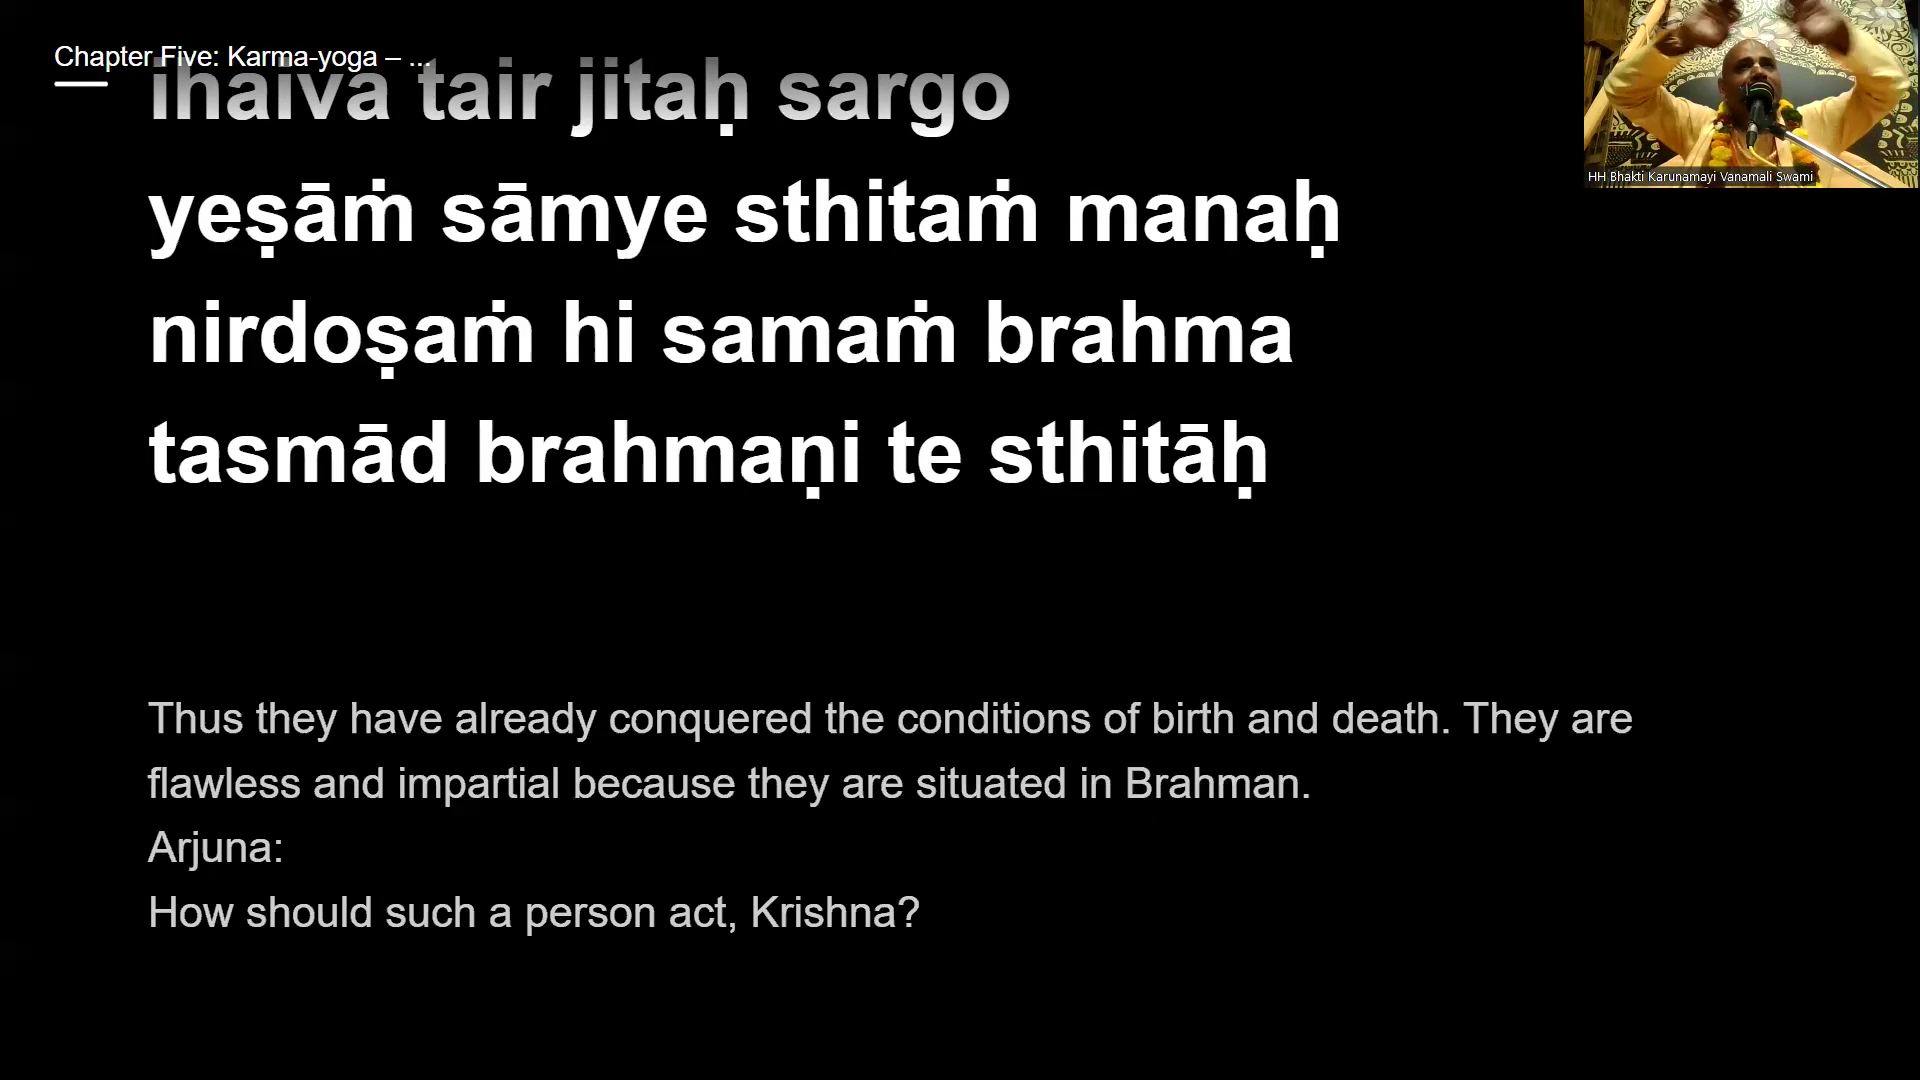 Chapter Five: Karma-yoga – ...
ihaiva tair jitaḥ sargo
yeṣāṁ sāmye sthitaṁ manaḥ
nirdoṣaṁ hi samaṁ brahma
tasmād brahmaṇi te sthitāḥ
Thus they have already conquered the conditions of birth and death. They are
flawless and impartial because they are situated in Brahman.
Arjuna:
How should such a person act, Krishna?
HH Bhakti Karunamayi Vanamali Swami